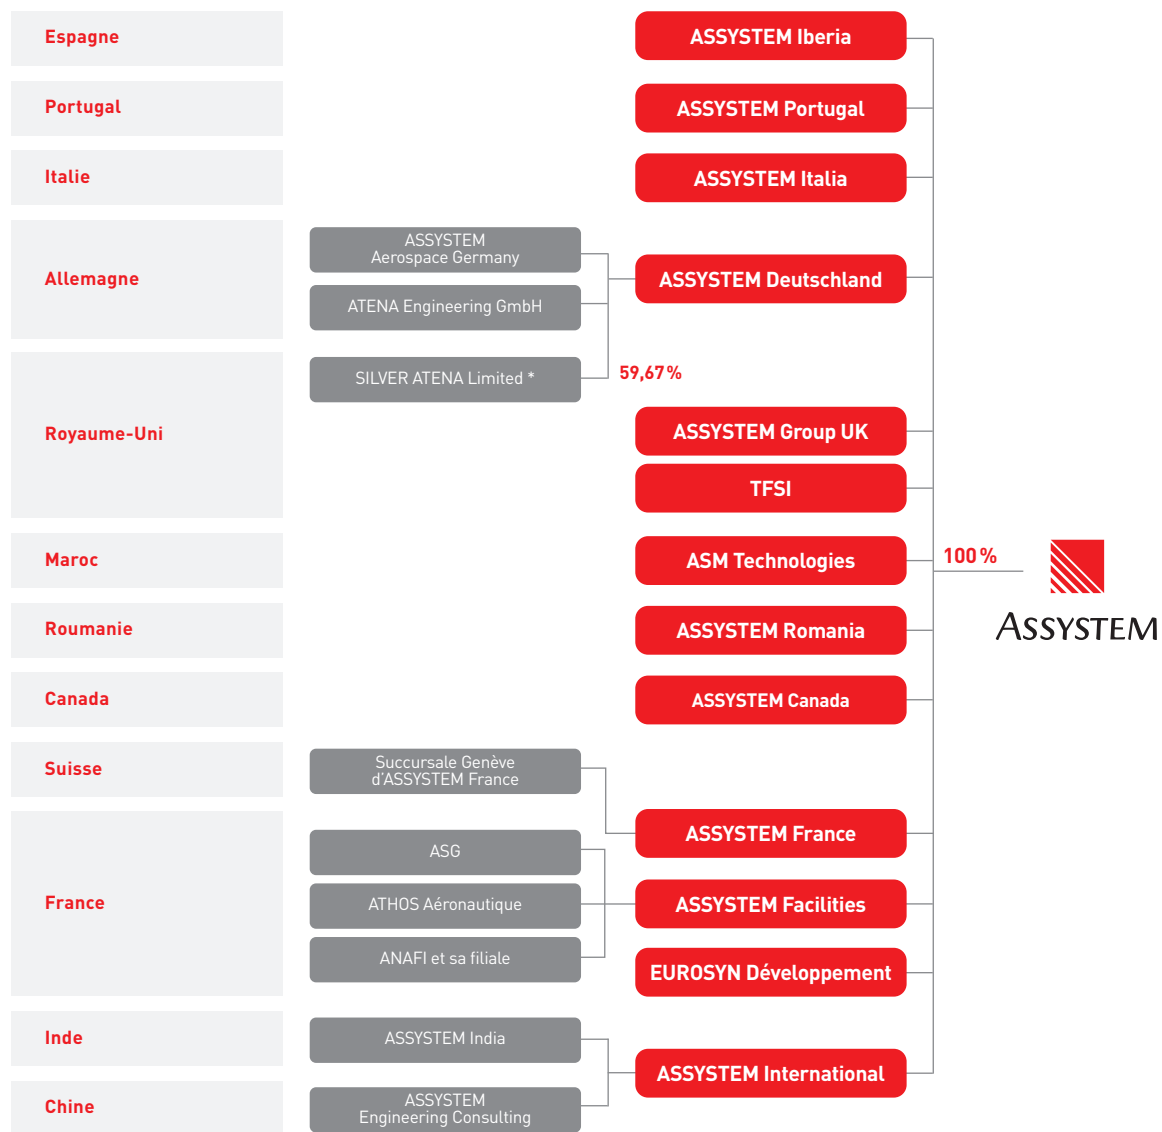 Espagne
ASSYSTEM Iberia
Portugal
ASSYSTEM Portugal
Italie
ASSYSTEM Italia
Allemagne
ASSYSTEM
Aerospace Germany
ASSYSTEM Deutschland
ATENA Engineering GmbH
SILVER ATENA Limited *
59,67%
Royaume-Uni
ASSYSTEM Group UK
TFSI
Maroc
ASM Technologies
100%
ASSYSTEM
Roumanie
ASSYSTEM Romania
Canada
ASSYSTEM Canada
Suisse
Succursale Genève
d'ASSYSTEM France
ASSYSTEM France
France
ASG
ATHOS Aéronautique
ASSYSTEM Facilities
ANAFI et sa filiale
EUROSYN Développement
Inde
ASSYSTEM India
ASSYSTEM International
Chine
ASSYSTEM
Engineering Consulting